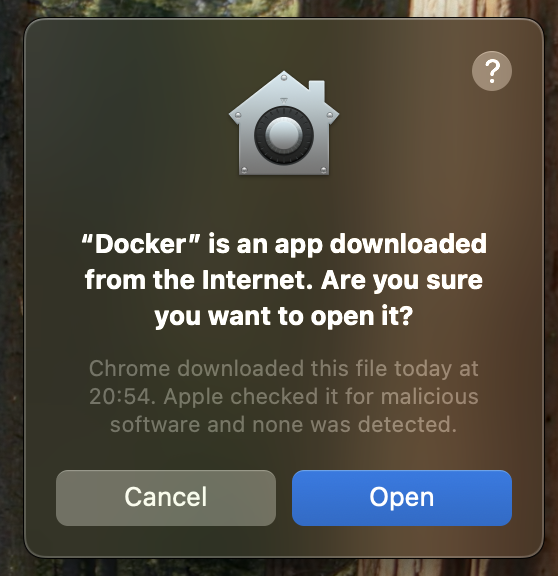 ?
“Docker” is an app downloaded
from the Internet. Are you sure
you want to open it?
Chrome downloaded this file today at
20:54. Apple checked it for malicious
software and none was detected.
Cancel
Open